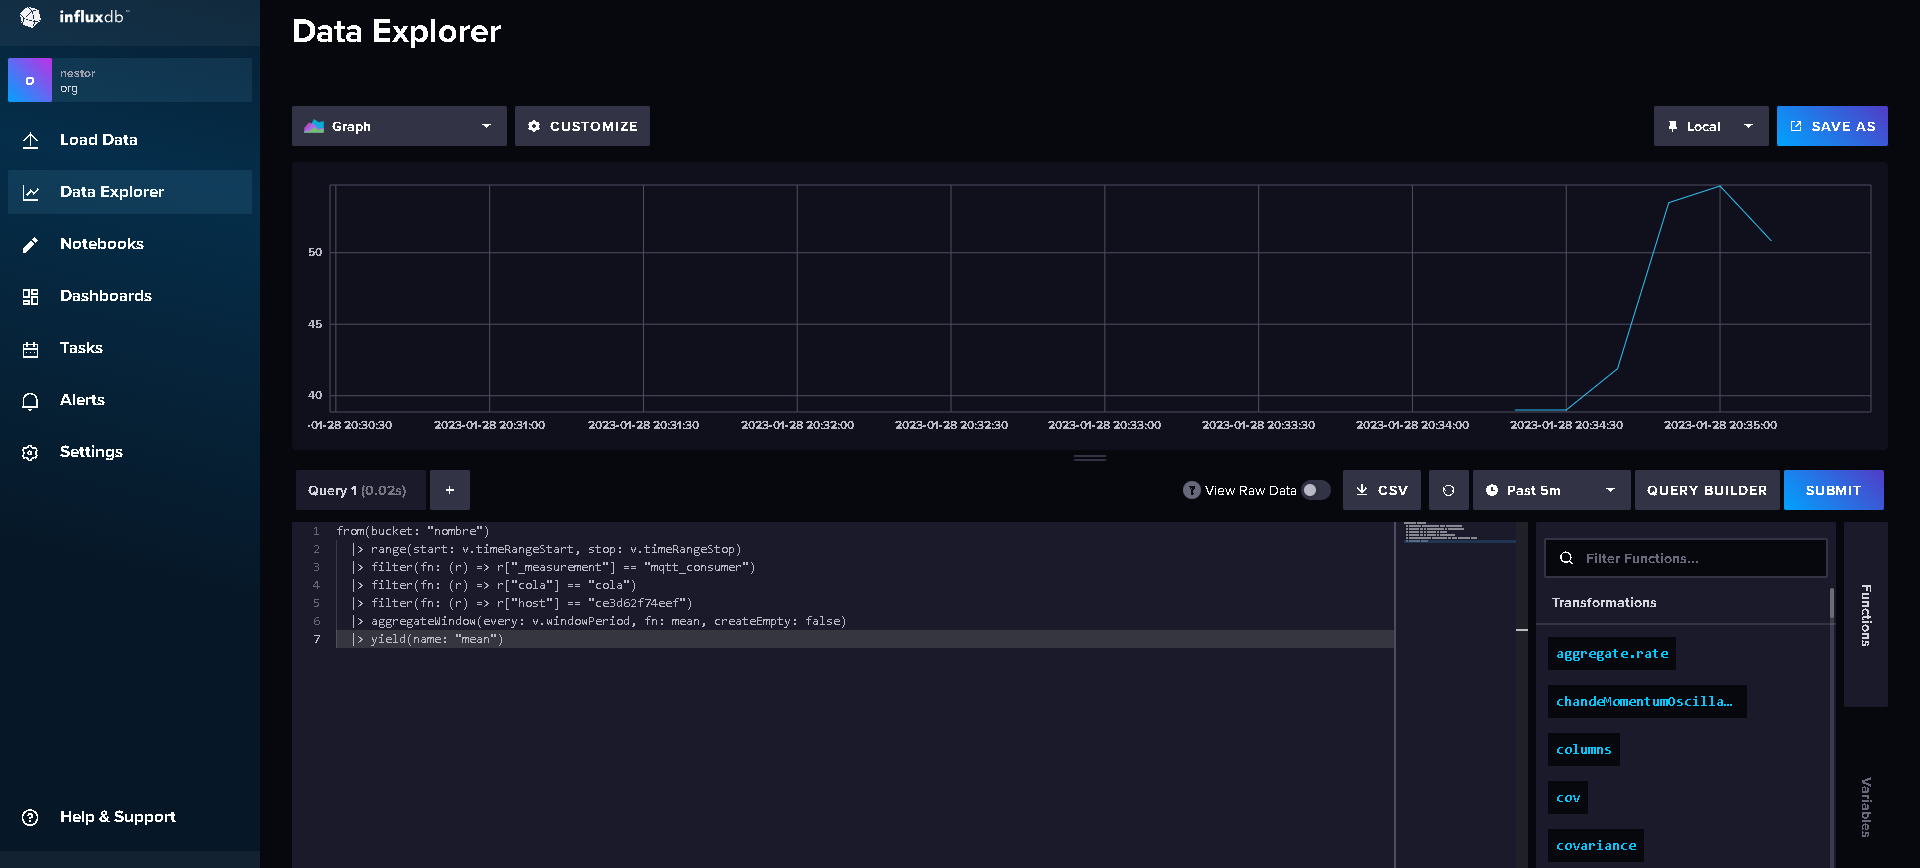 influxdb™
Data Explorer
o
nestor
org
Load Data
Data Explorer
Notebooks
Dashboards
Tasks
Alerts
Settings
Help & Support
Graph
CUSTOMIZE
Local
SAVE AS
50
45
40
-01-28 20:30:30
2023-01-28 20:31:00
2023-01-28 20:31:30
2023-01-28 20:32:00
2023-01-28 20:32:30
2023-01-28 20:33:00
2023-01-28 20:33:30
2023-01-28 20:34:00
2023-01-28 20:34:30
2023-01-28 20:35:00
Query 1 (0.02s)
+
? View Raw Data
CSV
Past 5m
QUERY BUILDER
SUBMIT
1 from(bucket: "nombre")
2 |> range(start: v.timeRangeStart, stop: v.timeRangeStop)
3 |> filter(fn: (r) => r["_measurement"] == "mqtt_consumer")
4 |> filter(fn: (r) => r["cola"] == "cola")
5 |> filter(fn: (r) => r["host"] == "ce3d62f74eef")
6 |> aggregateWindow(every: v.windowPeriod, fn: mean, createEmpty: false)
7 |> yield(name: "mean")
Filter Functions...
Transformations
aggregate.rate
chandeMomentumOscilla…
columns
cov
covariance
Functions
Variables